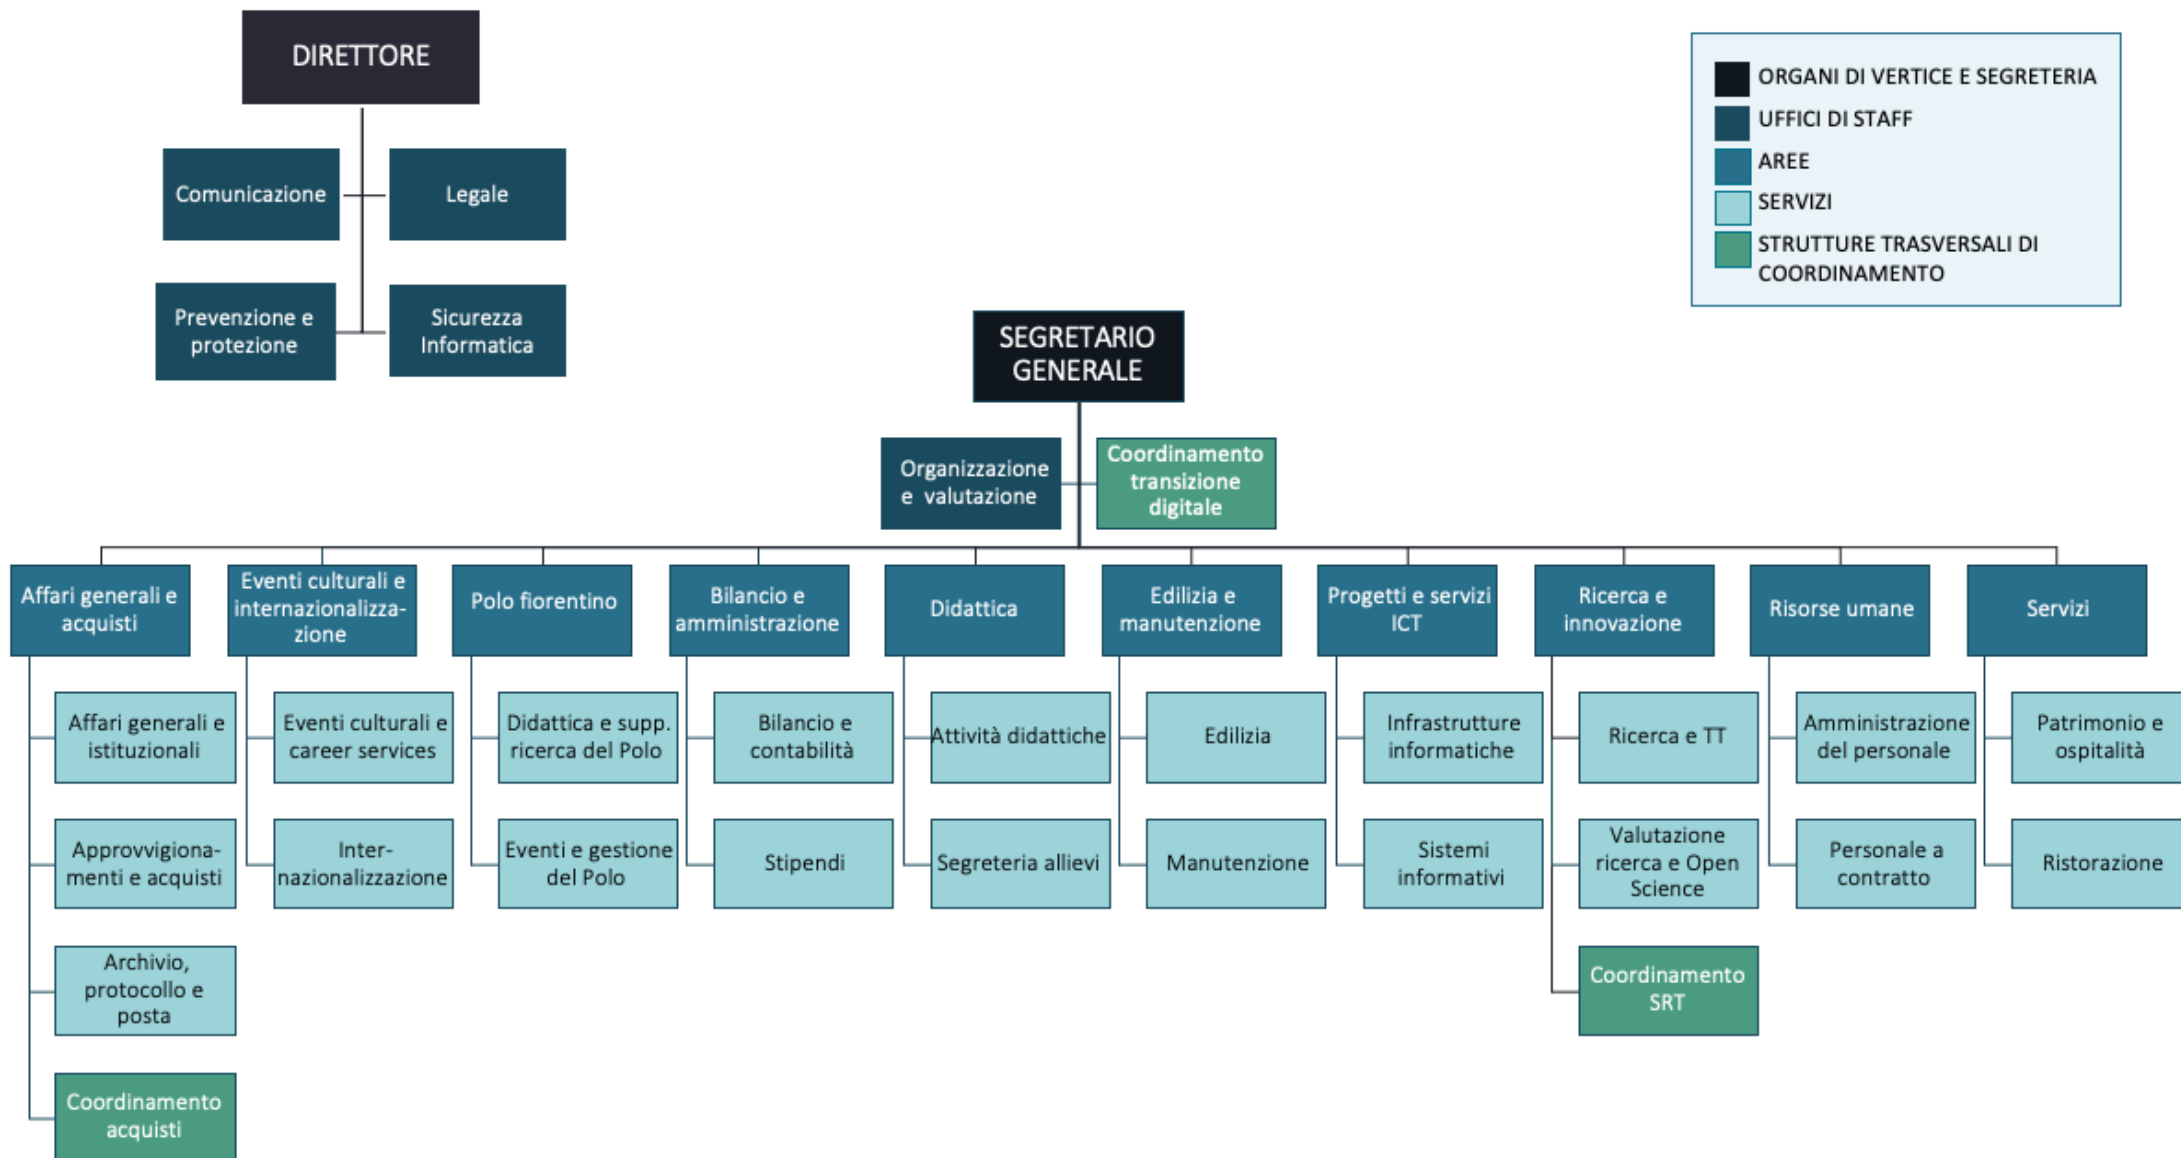 DIRETTORE
Comunicazione
Legale
Prevenzione e
protezione
Sicurezza
Informatica
ORGANI DI VERTICE E SEGRETERIA
UFFICI DI STAFF
AREE
SERVIZI
STRUTTURE TRASVERSALI DI
COORDINAMENTO
SEGRETARIO
GENERALE
Organizzazione
e valutazione
Coordinamento
transizione
digitale
Affari generali e
acquisti
Eventi culturali e
internazionalizza-
zione
Polo fiorentino
Bilancio e
amministrazione
Didattica
Edilizia e
manutenzione
Progetti e servizi
ICT
Ricerca e
innovazione
Risorse umane
Servizi
Affari generali e
istituzionali
Eventi culturali e
career services
Didattica e supp.
ricerca del Polo
Bilancio e
contabilità
Attività didattiche
Edilizia
Infrastrutture
informatiche
Ricerca e TT
Amministrazione
del personale
Patrimonio e
ospitalità
Approvvigiona-
menti e acquisti
Inter-
nazionalizzazione
Eventi e gestione
del Polo
Stipendi
Segreteria allievi
Manutenzione
Sistemi
informativi
Valutazione
ricerca e Open
Science
Personale a
contratto
Ristorazione
Archivio,
protocollo e
posta
Coordinamento
SRT
Coordinamento
acquisti